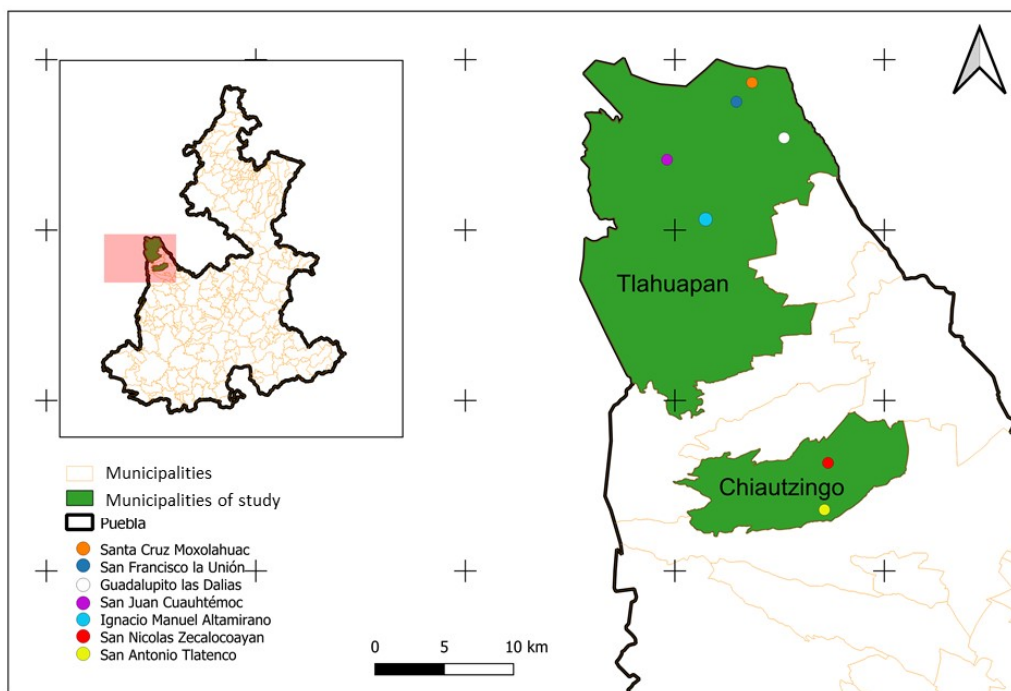 Tlahuapan
Chiautzingo
Municipalities
Municipalities of study
Puebla
Santa Cruz Moxolahuac
San Francisco la Unión
Guadalupito las Dalias
San Juan Cuauhtémoc
Ignacio Manuel Altamirano
San Nicolas Zecalocoayan
San Antonio Tlatenco
0 5 10 km